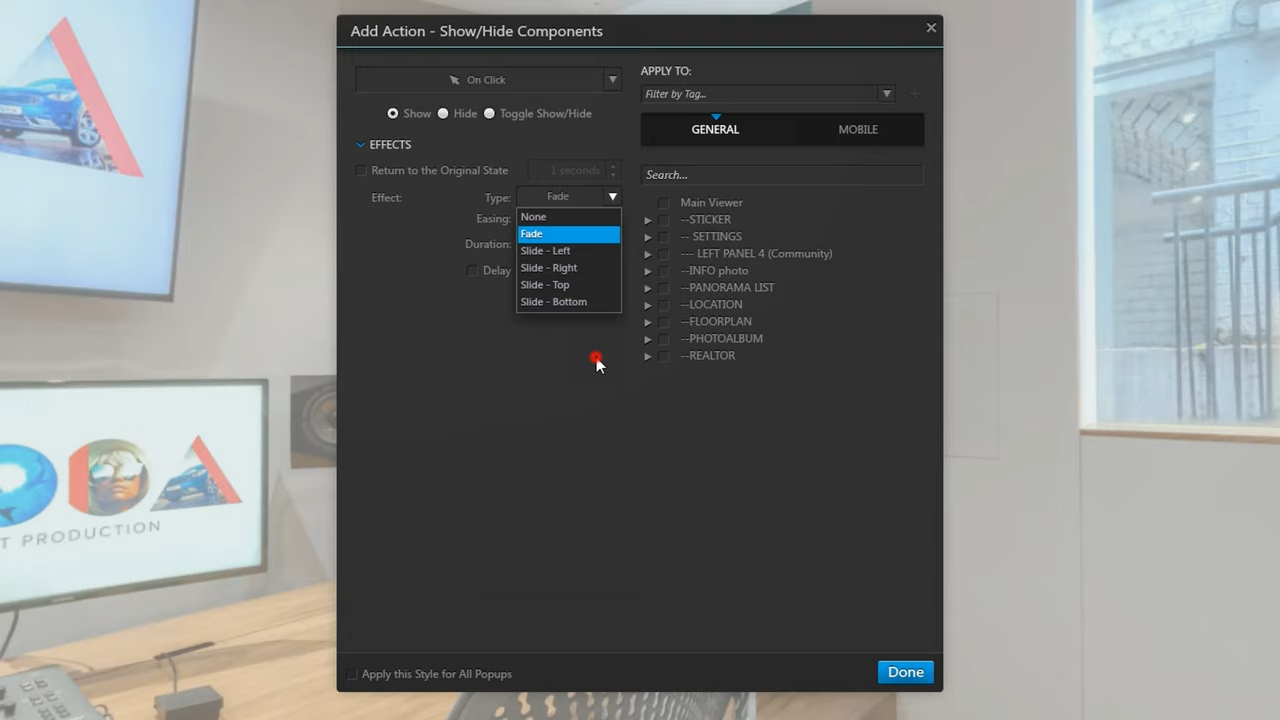 Add Action - Show/Hide Components
On Click
Show Hide Toggle Show/Hide
EFFECTS
Return to the Original State 1 seconds
Effect: Type: Fade
Easing:
Duration:
Delay
None
Fade
Slide - Left
Slide - Right
Slide - Top
Slide - Bottom
APPLY TO:
Filter by Tag...
GENERAL MOBILE
Search...
Main Viewer
--STICKER
-- SETTINGS
--- LEFT PANEL 4 (Community)
--INFO photo
--PANORAMA LIST
--LOCATION
--FLOORPLAN
--PHOTOALBUM
--REALTOR
Apply this Style for All Popups
Done
T PRODUCTION